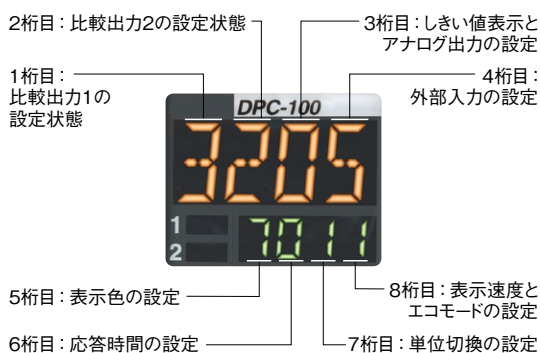 2桁目：比較出力2の設定状態
3桁目：しきい値表示と
アナログ出力の設定
1桁目：
比較出力1の
設定状態
4桁目：
外部入力の設定
DPC-100
3205
1
2
7011
5桁目：表示色の設定
8桁目：表示速度と
エコモードの設定
6桁目：応答時間の設定
7桁目：単位切換の設定